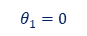 θ₁ = 0